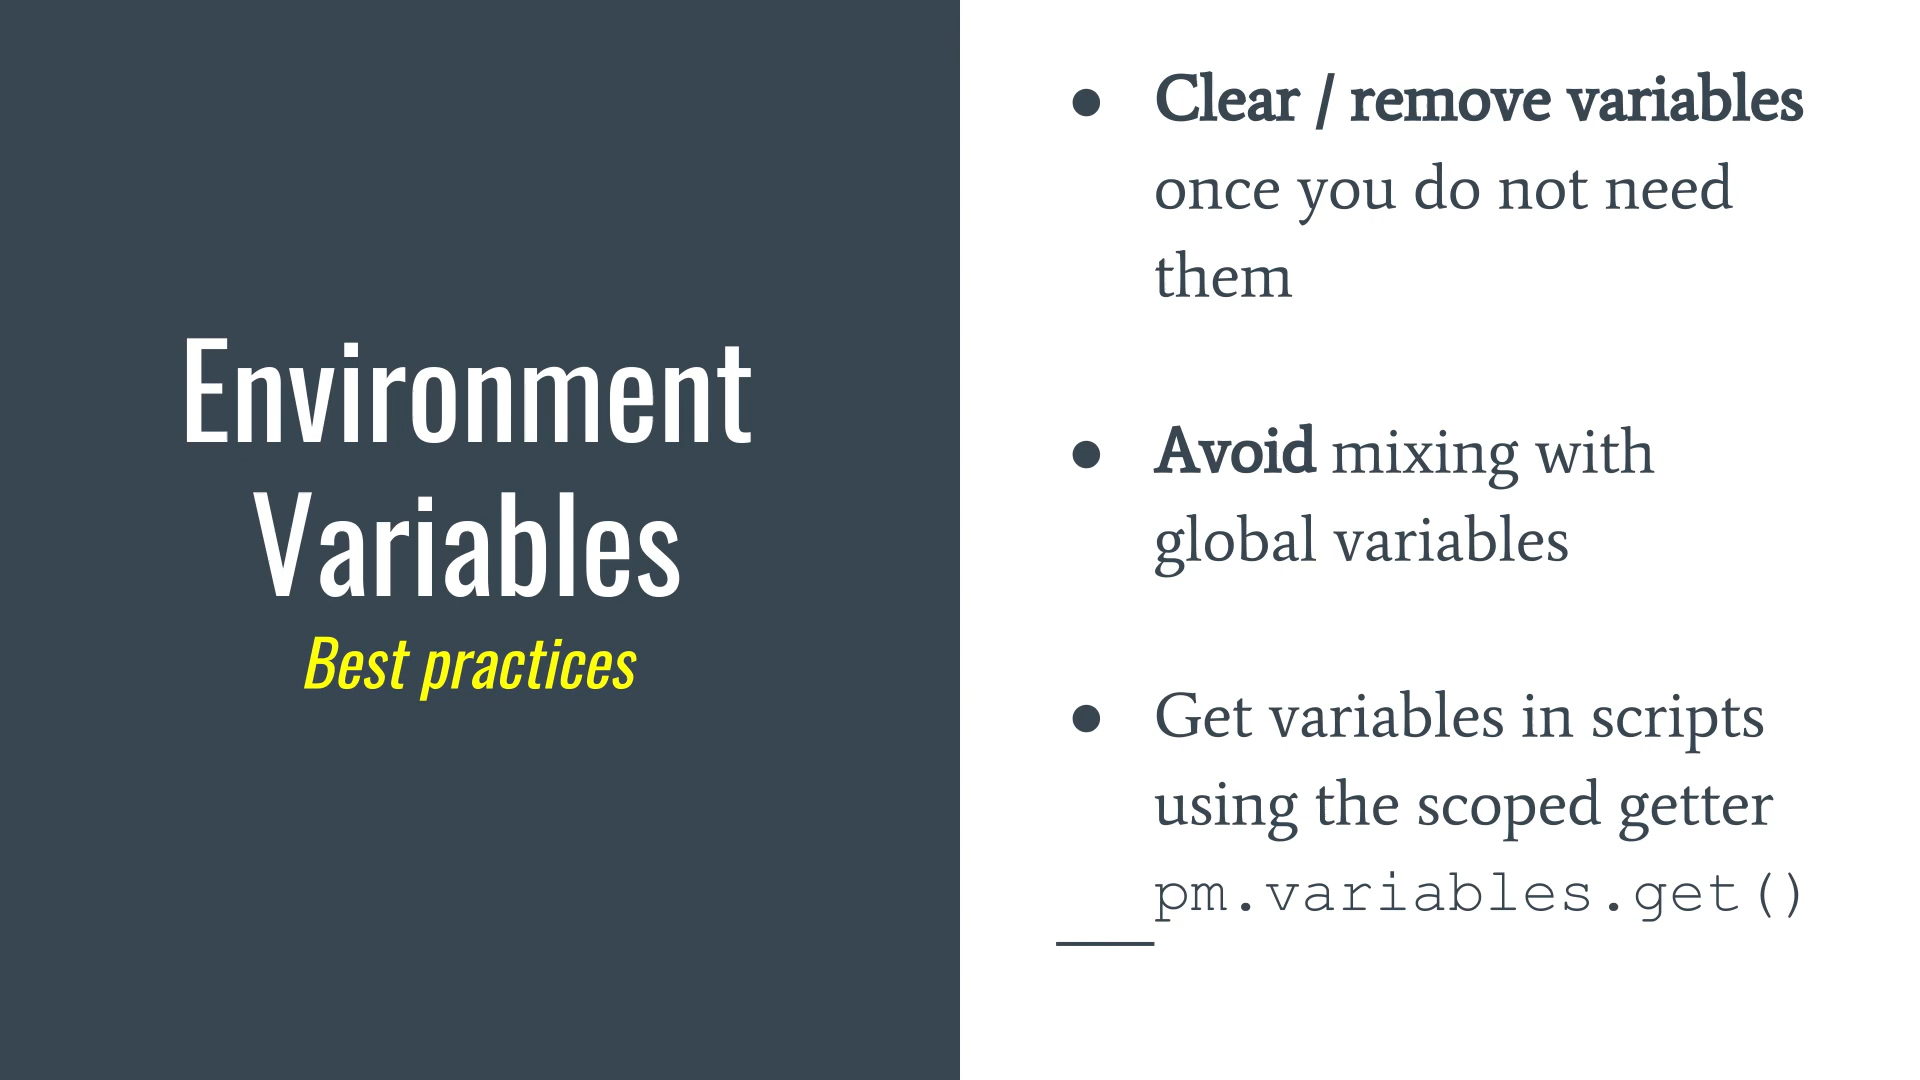 Environment
Variables
Best practices
● Clear / remove variables
once you do not need
them
● Avoid mixing with
global variables
● Get variables in scripts
using the scoped getter
pm.variables.get()